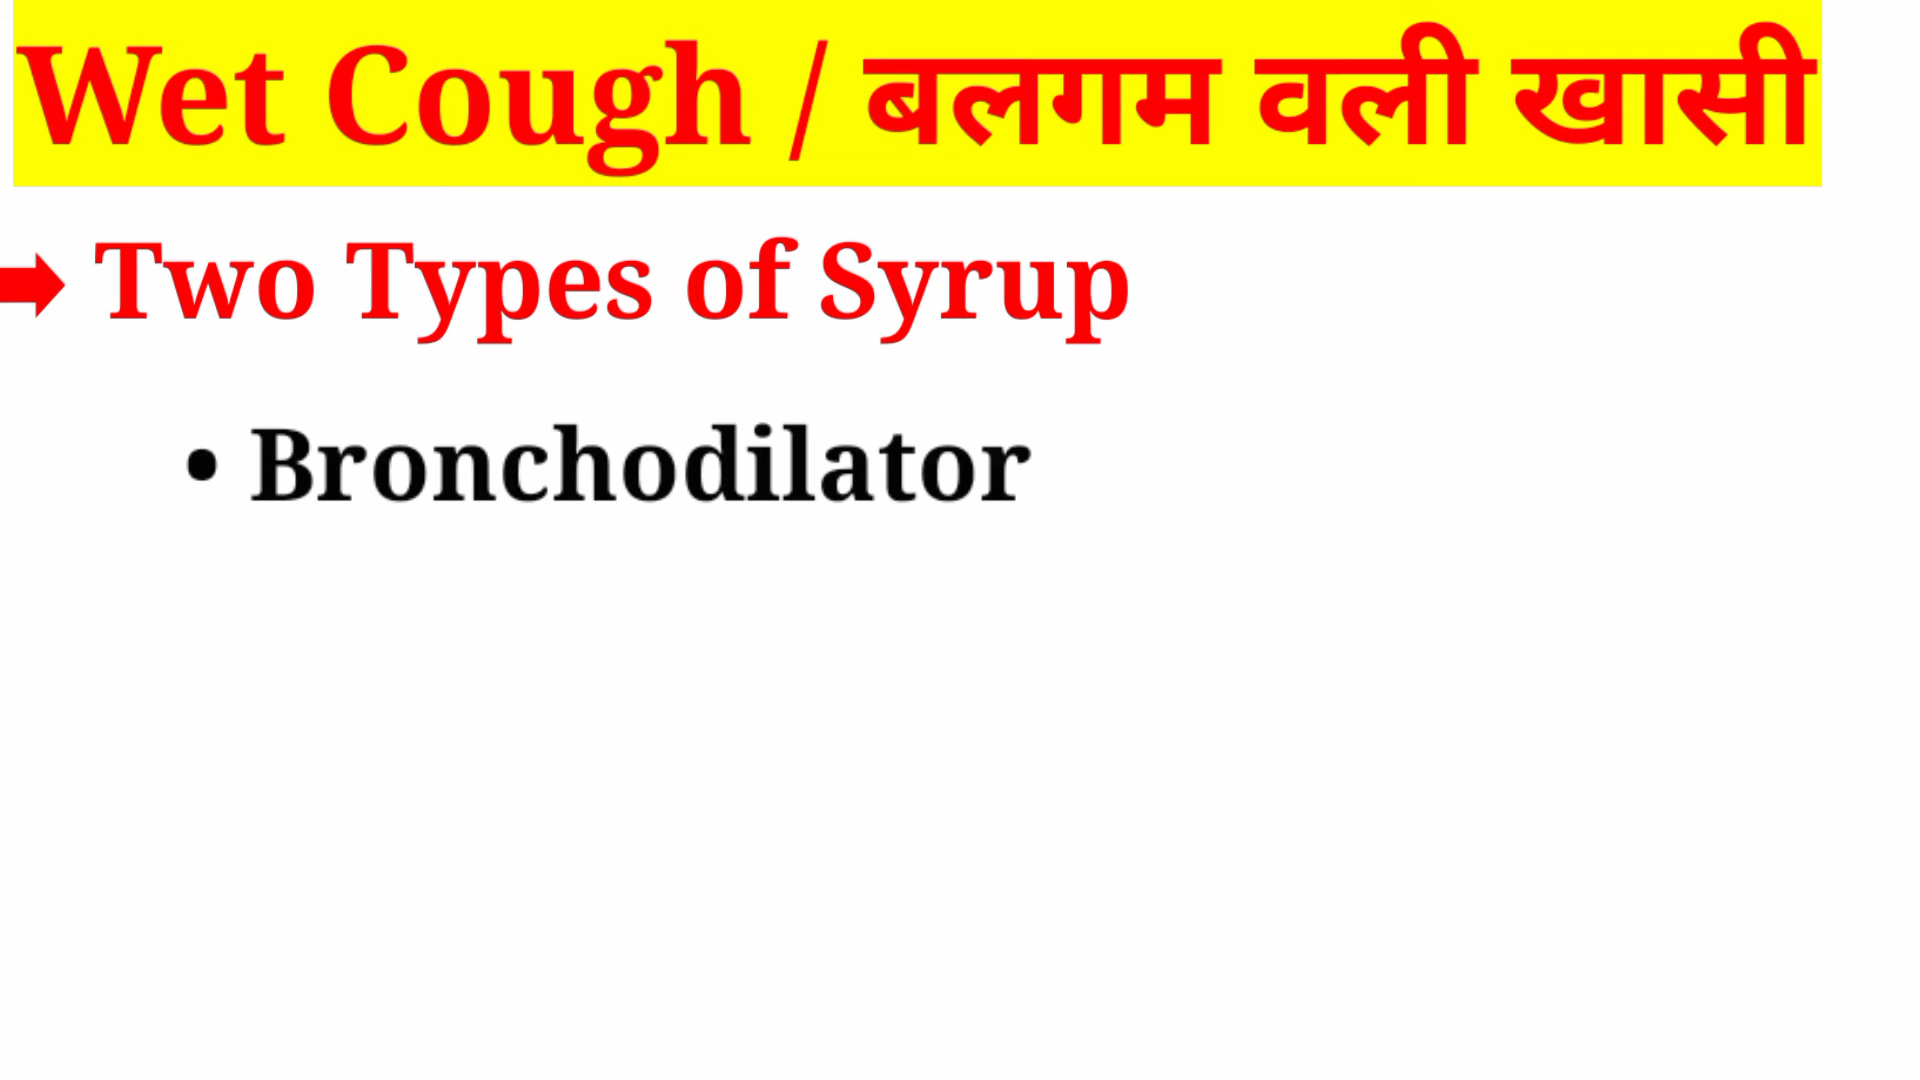 Wet Cough / बलगम वली खासी
➡ Two Types of Syrup
• Bronchodilator